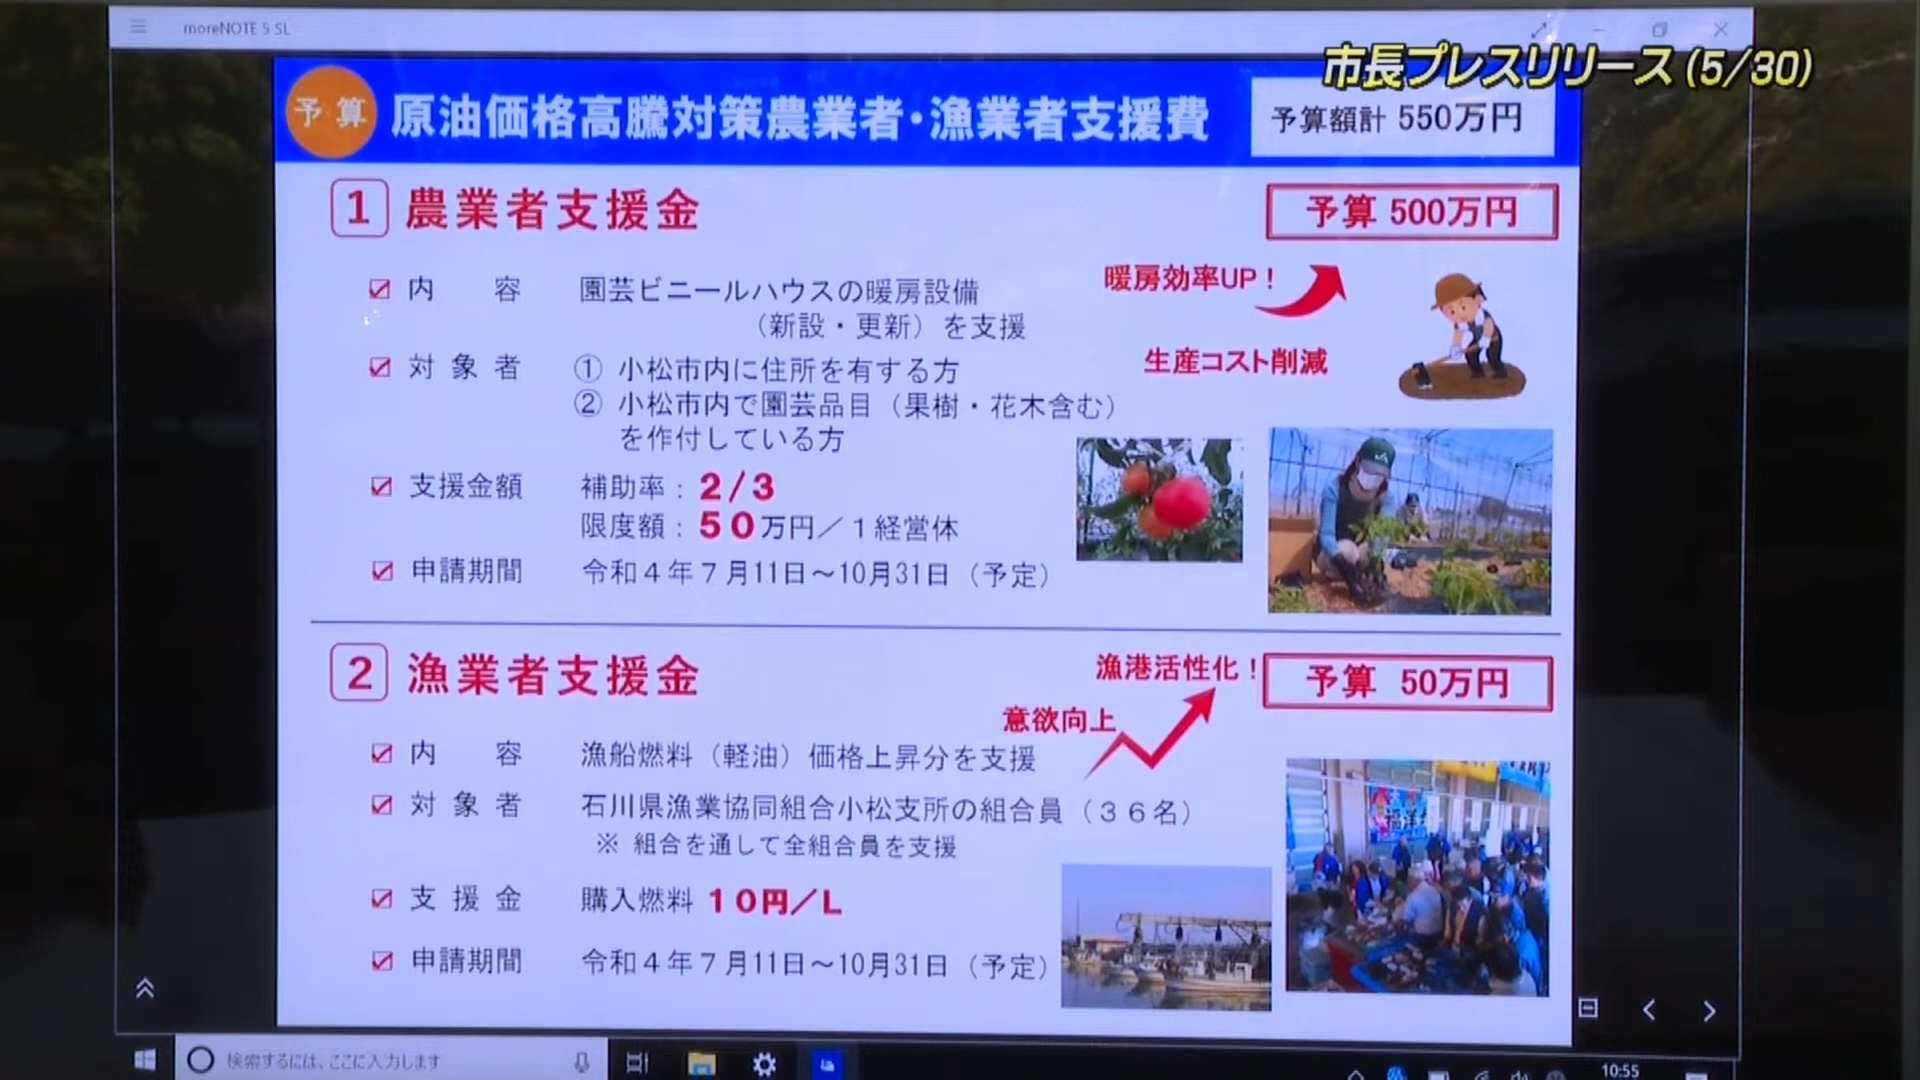 moreNOTE 5 SL
市長プレスリリース(5/30)
予算 原油価格高騰対策農業者・漁業者支援費 予算額計 550万円
1 農業者支援金 予算 500万円
内容 園芸ビニールハウスの暖房設備
(新設・更新)を支援
暖房効率UP!
生産コスト削減
対象者 ① 小松市内に住所を有する方
② 小松市内で園芸品目(果樹・花木含む)
を作付している方
支援金額 補助率:2/3
限度額:50万円/1経営体
申請期間 令和4年7月11日~10月31日(予定)
2 漁業者支援金 予算 50万円
漁港活性化!
意欲向上
内容 漁船燃料(軽油)価格上昇分を支援
対象者 石川県漁業協同組合小松支所の組合員(36名)
※ 組合を通して全組合員を支援
支援金 購入燃料 10円/L
申請期間 令和4年7月11日~10月31日(予定)
検索するには、ここに入力します
10:55